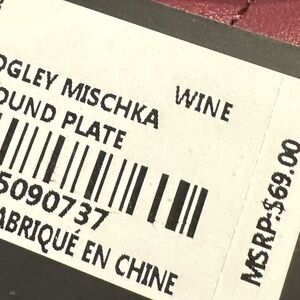 OGLEY MISCHKA
WINE
OUND PLATE
5090737
ABRIQUÉ EN CHINE
MSRP:$69.00